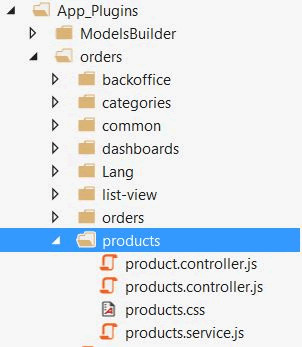 App_Plugins
ModelsBuilder
orders
backoffice
categories
common
dashboards
Lang
list-view
orders
products
product.controller.js
products.controller.js
products.css
products.service.js